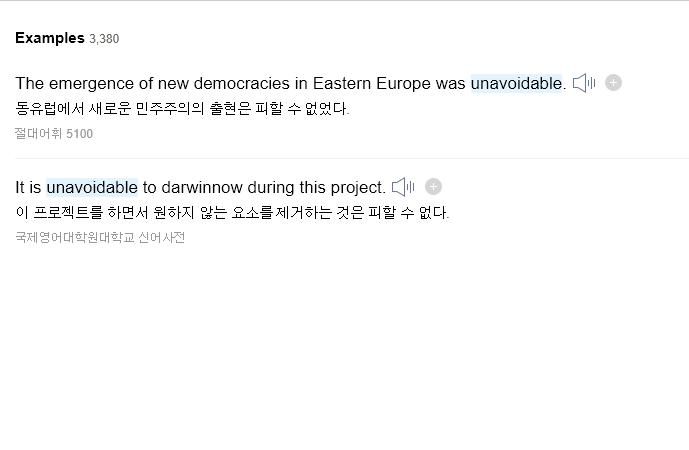 Examples 3,380
The emergence of new democracies in Eastern Europe was unavoidable.
동유럽에서 새로운 민주주의의 출현은 피할 수 없었다.
절대어휘 5100
It is unavoidable to darwinnow during this project.
이 프로젝트를 하면서 원하지 않는 요소를 제거하는 것은 피할 수 없다.
국제영어대학원대학교 신어사전